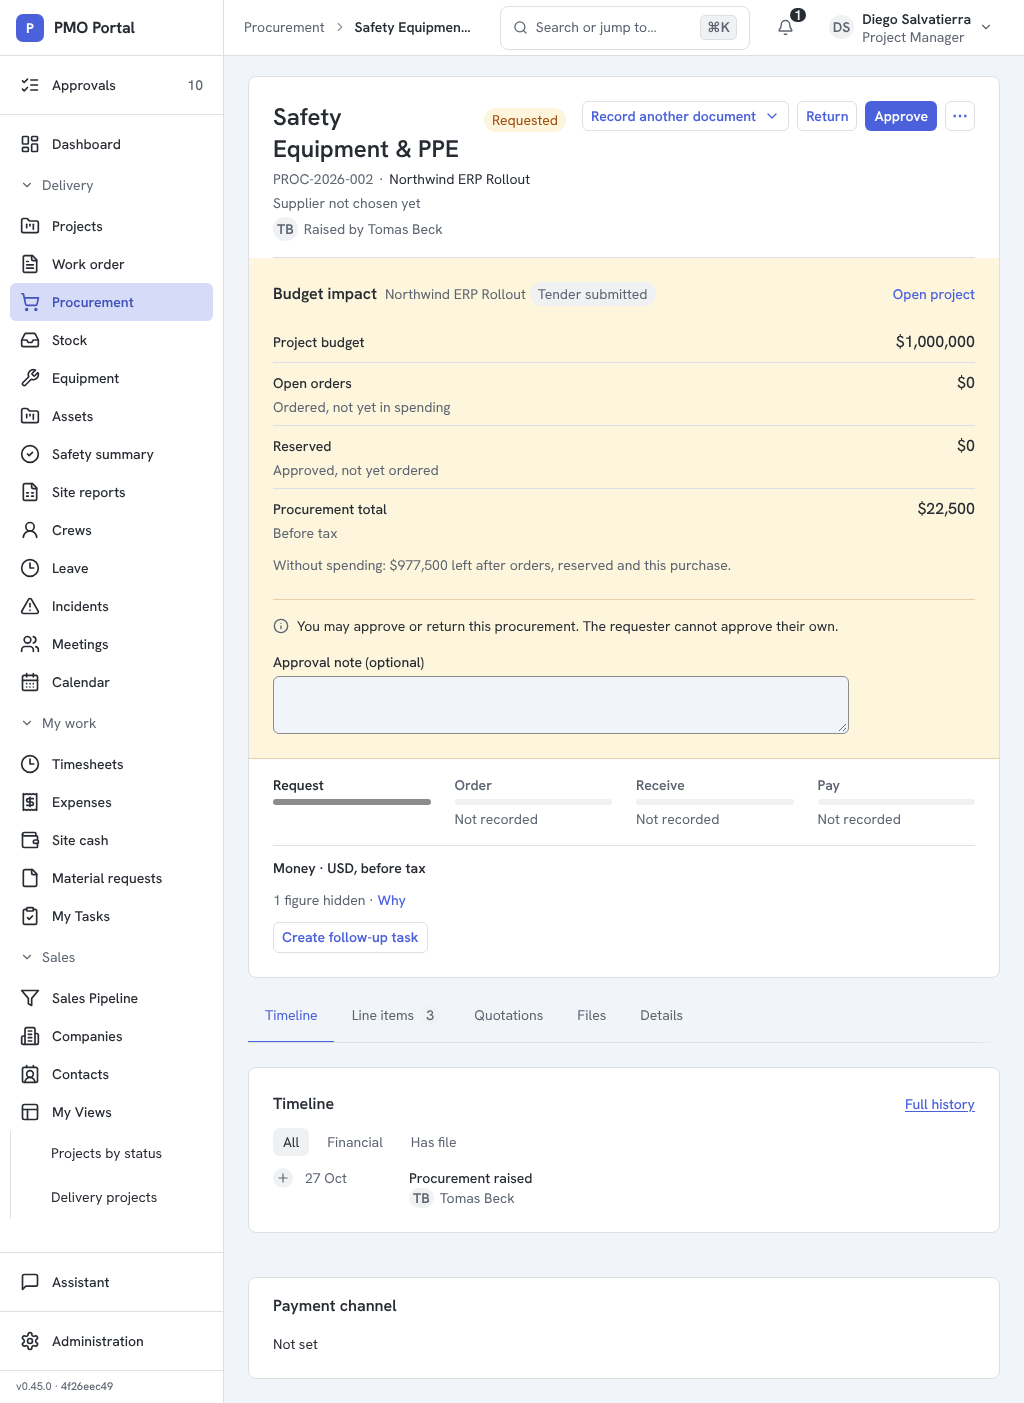 P PMO Portal
Procurement > Safety Equipmen...
Search or jump to... ⌘K
1
DS Diego Salvatierra
Project Manager
Approvals 10
Dashboard
Delivery
Projects
Work order
Procurement
Stock
Equipment
Assets
Safety summary
Site reports
Crews
Leave
Incidents
Meetings
Calendar
My work
Timesheets
Expenses
Site cash
Material requests
My Tasks
Sales
Sales Pipeline
Companies
Contacts
My Views
Projects by status
Delivery projects
Assistant
Administration
v0.45.0 · 4f26eec49
Safety
Equipment & PPE
Requested
Record another document
Return
Approve
PROC-2026-002 · Northwind ERP Rollout
Supplier not chosen yet
TB Raised by Tomas Beck
Budget impact Northwind ERP Rollout Tender submitted Open project
Project budget $1,000,000
Open orders $0
Ordered, not yet in spending
Reserved $0
Approved, not yet ordered
Procurement total $22,500
Before tax
Without spending: $977,500 left after orders, reserved and this purchase.
You may approve or return this procurement. The requester cannot approve their own.
Approval note (optional)
Request Order Receive Pay
Not recorded Not recorded Not recorded
Money · USD, before tax
1 figure hidden · Why
Create follow-up task
Timeline Line items 3 Quotations Files Details
Timeline Full history
All Financial Has file
27 Oct Procurement raised
TB Tomas Beck
Payment channel
Not set